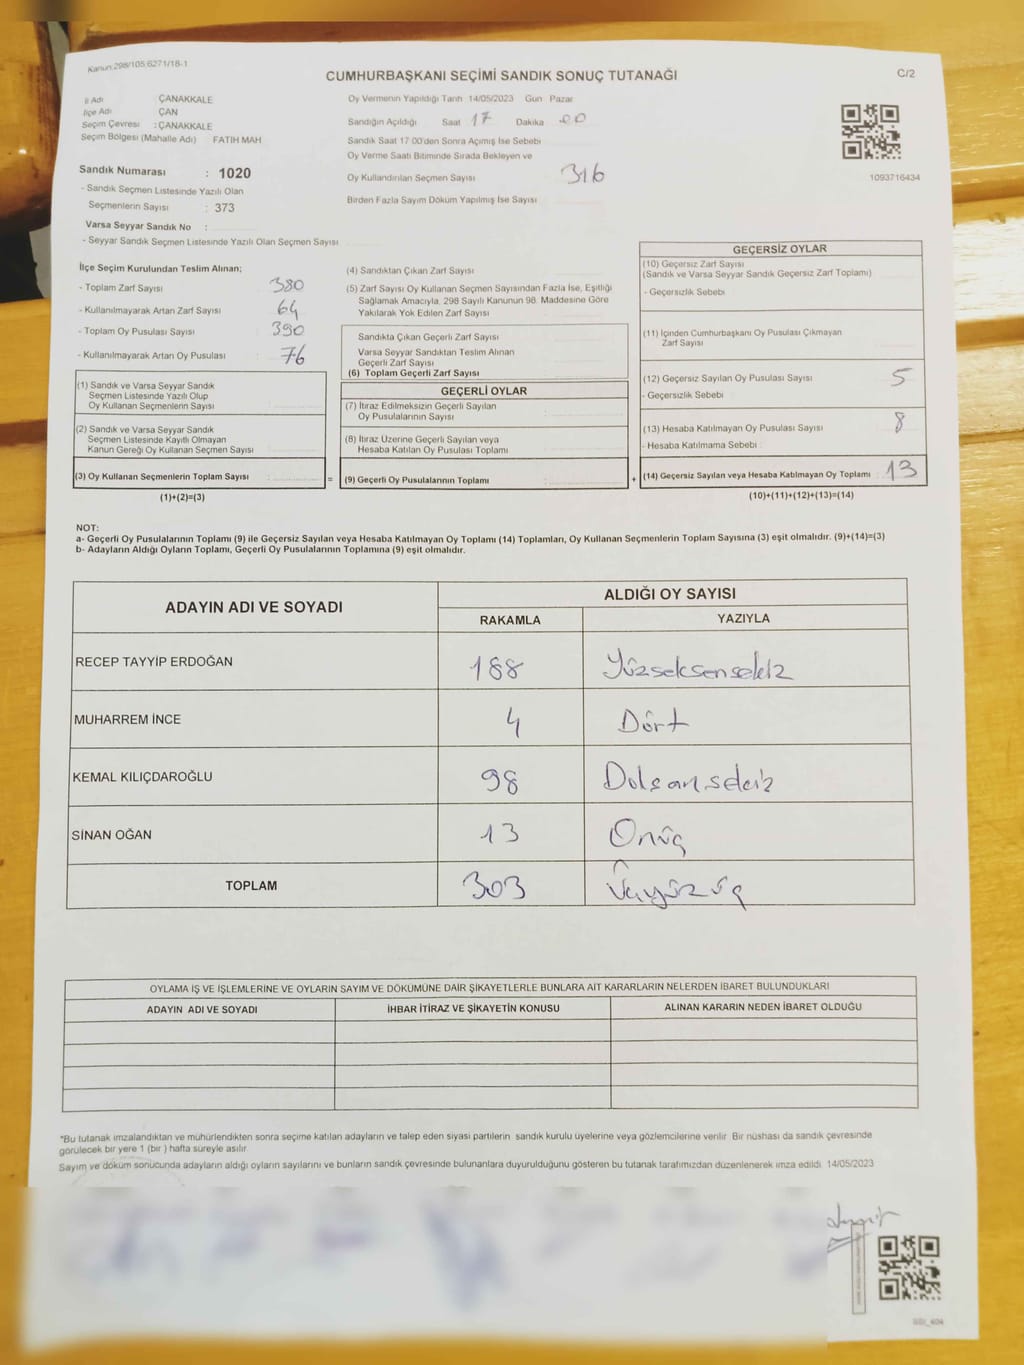 Kanun:298/105,6271/18-1
CUMHURBAŞKANI SEÇİMİ SANDIK SONUÇ TUTANAĞI
C/2
İl Adı : ÇANAKKALE
İlçe Adı : ÇAN
Seçim Çevresi : ÇANAKKALE
Seçim Bölgesi (Mahalle Adı) FATİH MAH
Oy Vermenin Yapıldığı Tarih 14/05/2023 Gün Pazar
Sandığın Açıldığı Saat 17 Dakika 00
Sandık Saat 17 00'den Sonra Açılmış İse Sebebi
Oy Verme Saati Bitiminde Sırada Bekleyen ve
Oy Kullandırılan Seçmen Sayısı 316
Birden Fazla Sayım Döküm Yapılmış İse Sayısı
1093716434
Sandık Numarası : 1020
- Sandık Seçmen Listesinde Yazılı Olan
Seçmenlerin Sayısı : 373
Varsa Seyyar Sandık No :
- Seyyar Sandık Seçmen Listesinde Yazılı Olan Seçmen Sayısı
İlçe Seçim Kurulundan Teslim Alınan;
- Toplam Zarf Sayısı 380
- Kullanılmayarak Artan Zarf Sayısı 64
- Toplam Oy Pusulası Sayısı 390
- Kullanılmayarak Artan Oy Pusulası 76
(1) Sandık ve Varsa Seyyar Sandık
Seçmen Listesinde Yazılı Olup
Oy Kullanan Seçmenlerin Sayısı
(2) Sandık ve Varsa Seyyar Sandık
Seçmen Listesinde Kayıtlı Olmayan
Kanun Gereği Oy Kullanan Seçmen Sayısı
(3) Oy Kullanan Seçmenlerin Toplam Sayısı
(1)+(2)=(3)
(4) Sandıktan Çıkan Zarf Sayısı
(5) Zarf Sayısı Oy Kullanan Seçmen Sayısından Fazla İse, Eşitliği
Sağlamak Amacıyla, 298 Sayılı Kanunun 98. Maddesine Göre
Yakılarak Yok Edilen Zarf Sayısı
Sandıkta Çıkan Geçerli Zarf Sayısı
Varsa Seyyar Sandıktan Teslim Alınan
Geçerli Zarf Sayısı
(6) Toplam Geçerli Zarf Sayısı
=
GEÇERLİ OYLAR
(7) İtiraz Edilmeksizin Geçerli Sayılan
Oy Pusulalarının Sayısı
(8) İtiraz Üzerine Geçerli Sayılan veya
Hesaba Katılan Oy Pusulası Toplamı
(9) Geçerli Oy Pusulalarının Toplamı
+
GEÇERSİZ OYLAR
(10) Geçersiz Zarf Sayısı
(Sandık ve Varsa Seyyar Sandık Geçersiz Zarf Toplamı)
- Geçersizlik Sebebi
(11) İçinden Cumhurbaşkanı Oy Pusulası Çıkmayan
Zarf Sayısı
(12) Geçersiz Sayılan Oy Pusulası Sayısı 5
- Geçersizlik Sebebi
(13) Hesaba Katılmayan Oy Pusulası Sayısı 8
- Hesaba Katılmama Sebebi
(14) Geçersiz Sayılan veya Hesaba Katılmayan Oy Toplamı 13
(10)+(11)+(12)+(13)=(14)
NOT:
a- Geçerli Oy Pusulalarının Toplamı (9) ile Geçersiz Sayılan veya Hesaba Katılmayan Oy Toplamı (14) Toplamları, Oy Kullanan Seçmenlerin Toplam Sayısına (3) eşit olmalıdır. (9)+(14)=(3)
b- Adayların Aldığı Oyların Toplamı, Geçerli Oy Pusulalarının Toplamına (9) eşit olmalıdır.
ADAYIN ADI VE SOYADI
ALDIĞI OY SAYISI
RAKAMLA YAZIYLA
RECEP TAYYİP ERDOĞAN 188 Yüzseksensekiz
MUHARREM İNCE 4 Dört
KEMAL KILIÇDAROĞLU 98 Doksansekiz
SİNAN OĞAN 13 Onüç
TOPLAM 303 Üçyüzüç
OYLAMA İŞ VE İŞLEMLERİNE VE OYLARIN SAYIM VE DÖKÜMÜNE DAİR ŞİKAYETLERLE BUNLARA AİT KARARLARIN NELERDEN İBARET BULUNDUKLARI
ADAYIN ADI VE SOYADI İHBAR İTİRAZ VE ŞİKAYETİN KONUSU ALINAN KARARIN NEDEN İBARET OLDUĞU
*Bu tutanak imzalandıktan ve mühürlendikten sonra seçime katılan adayların ve talep eden siyasi partilerin sandık kurulu üyelerine veya gözlemcilerine verilir. Bir nüshası da sandık çevresinde
görülecek bir yere 1 (bir ) hafta süreyle asılır.
Sayım ve döküm sonucunda adayların aldığı oyların sayılarını ve bunların sandık çevresinde bulunanlara duyurulduğunu gösteren bu tutanak tarafımızdan düzenlenerek imza edildi. 14/05/2023